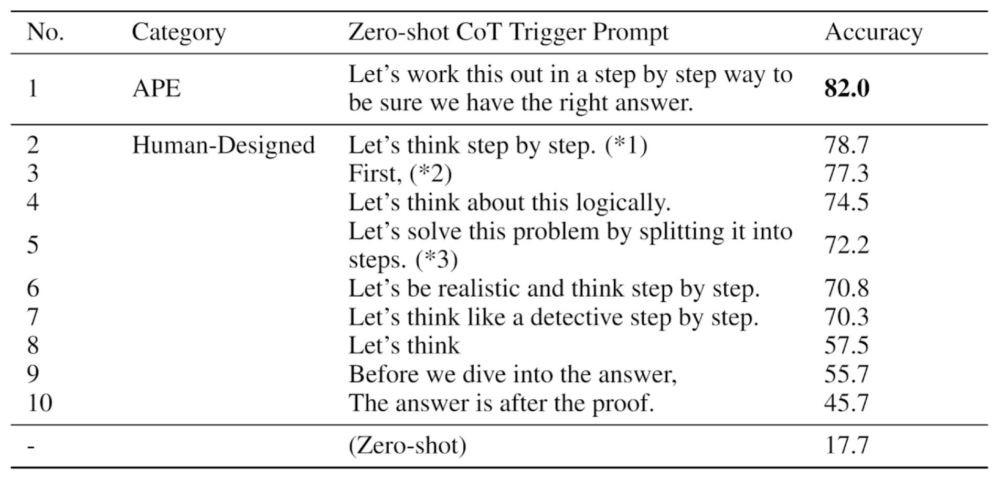 No. Category Zero-shot CoT Trigger Prompt Accuracy
1 APE Let's work this out in a step by step way to be sure we have the right answer. 82.0
2 Human-Designed Let's think step by step. (*1) 78.7
3 First, (*2) 77.3
4 Let's think about this logically. 74.5
5 Let's solve this problem by splitting it into steps. (*3) 72.2
6 Let's be realistic and think step by step. 70.8
7 Let's think like a detective step by step. 70.3
8 Let's think 57.5
9 Before we dive into the answer, 55.7
10 The answer is after the proof. 45.7
- (Zero-shot) 17.7